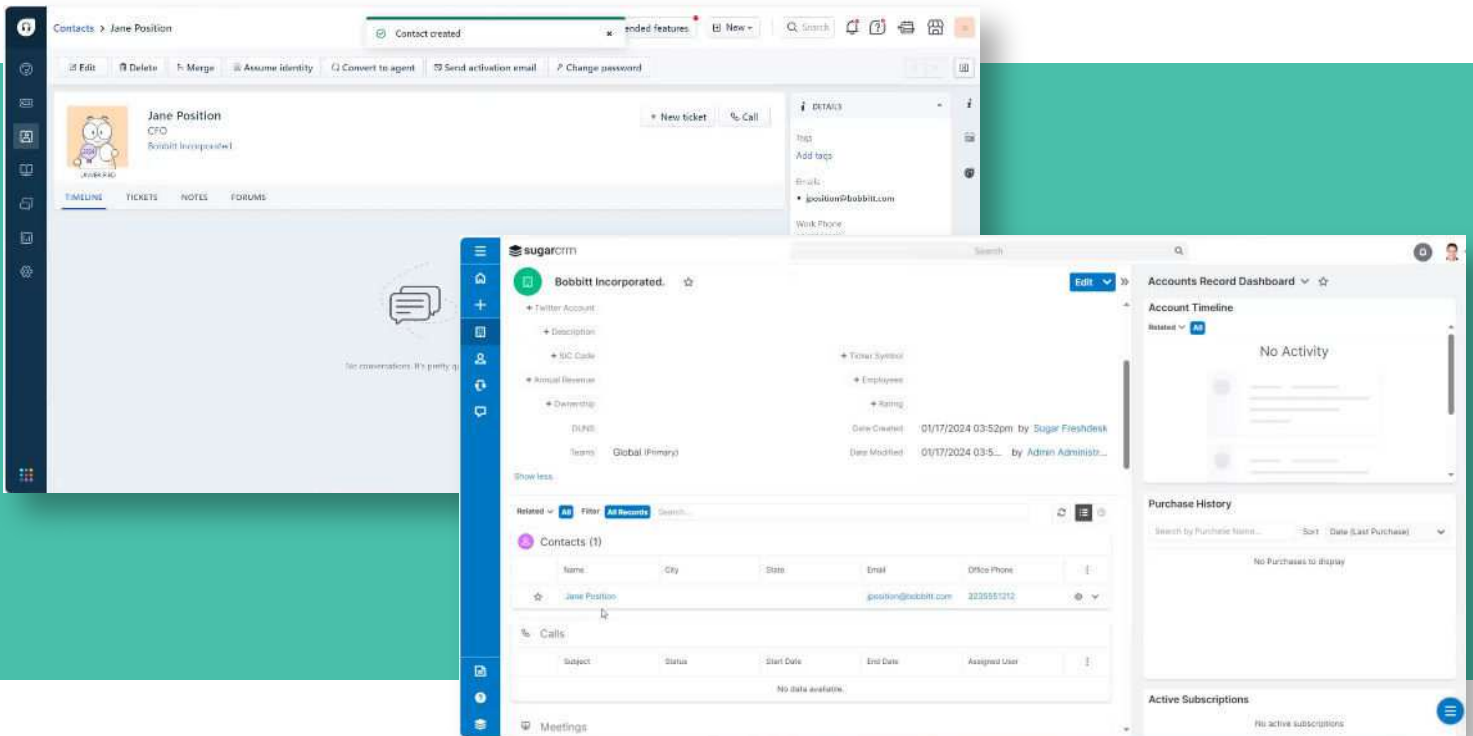 Contacts > Jane Position
Contact created
×
ended features
New
Search
Edit
Delete
Merge
Assume identity
Convert to agent
Send activation email
Change password
Jane Position
CFO
Bobbitt Incorporated.
+ New ticket
Call
DETAILS
Tags
Add tags
Emails
• jposition@bobbitt.com
Work Phone
TIMELINE
TICKETS
NOTES
FORUMS
No conversations. It's pretty q
sugarcrm
Search
Bobbitt Incorporated.
Edit
+ Twitter Account
+ Description
+ SIC Code
+ Ticker Symbol
+ Annual Revenue
+ Employees
+ Ownership
+ Rating
DUNS
Date Created 01/17/2024 03:52pm by Sugar Freshdesk
Teams Global (Primary)
Date Modified 01/17/2024 03:5... by Admin Administr...
Show less
Related All Filter All Records Search...
Contacts (1)
Name City State Email Office Phone
Jane Position jposition@bobbitt.com 2235551212
Calls
Subject Status Start Date End Date Assigned User
No data available.
Meetings
Accounts Record Dashboard
Account Timeline
Related All
No Activity
Purchase History
Search by Purchase Name... Sort Date (Last Purchase)
No Purchases to display
Active Subscriptions
No active subscriptions